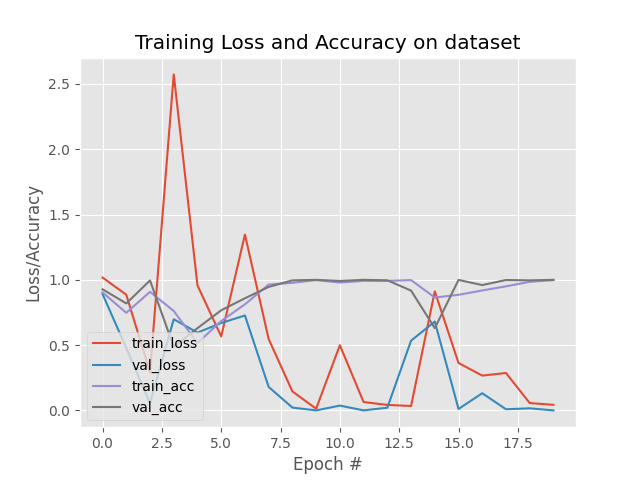 Training Loss and Accuracy on dataset
Loss/Accuracy
2.5
2.0
1.5
1.0
0.5
0.0
train_loss
val_loss
train_acc
val_acc
0.0 2.5 5.0 7.5 10.0 12.5 15.0 17.5
Epoch #